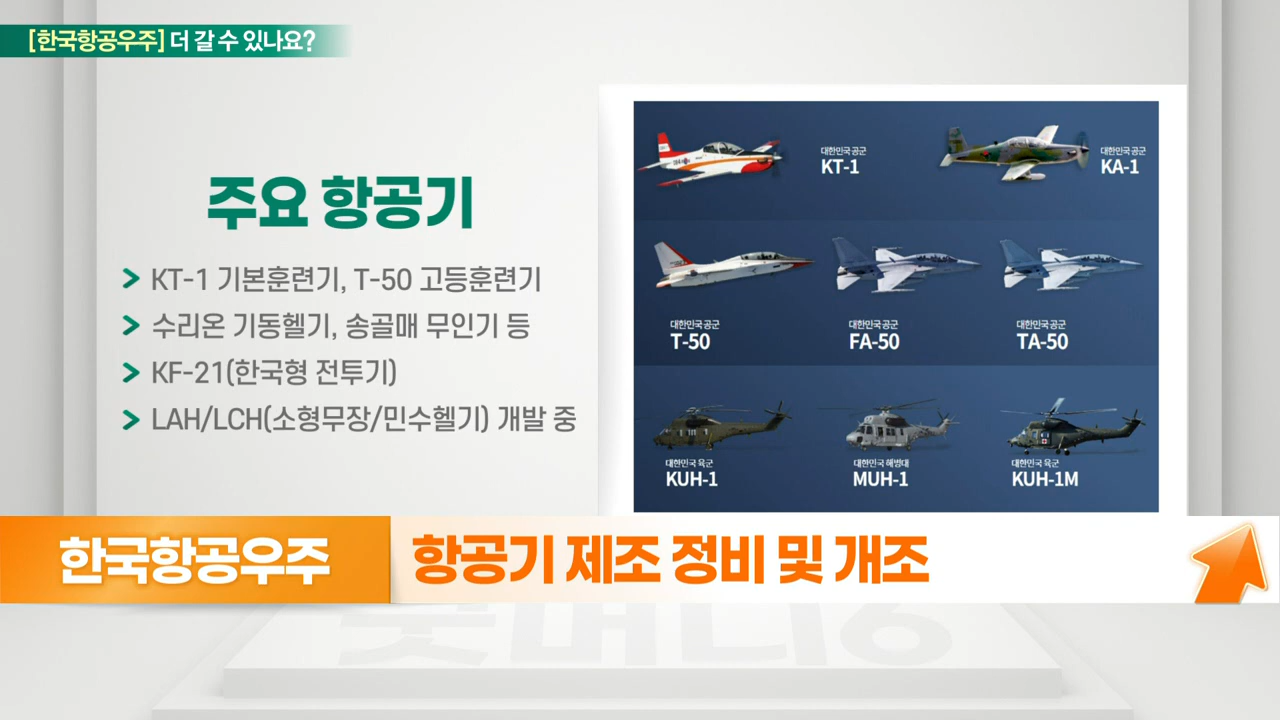 [한국항공우주] 더 갈 수 있나요?
주요 항공기
KT-1 기본훈련기, T-50 고등훈련기
수리온 기동헬기, 송골매 무인기 등
KF-21(한국형 전투기)
LAH/LCH(소형무장/민수헬기) 개발 중
대한민국 공군
KT-1
대한민국 공군
KA-1
대한민국 공군
T-50
대한민국 공군
FA-50
대한민국 공군
TA-50
대한민국 육군
KUH-1
대한민국 해병대
MUH-1
대한민국 육군
KUH-1M
한국항공우주
항공기 제조 정비 및 개조